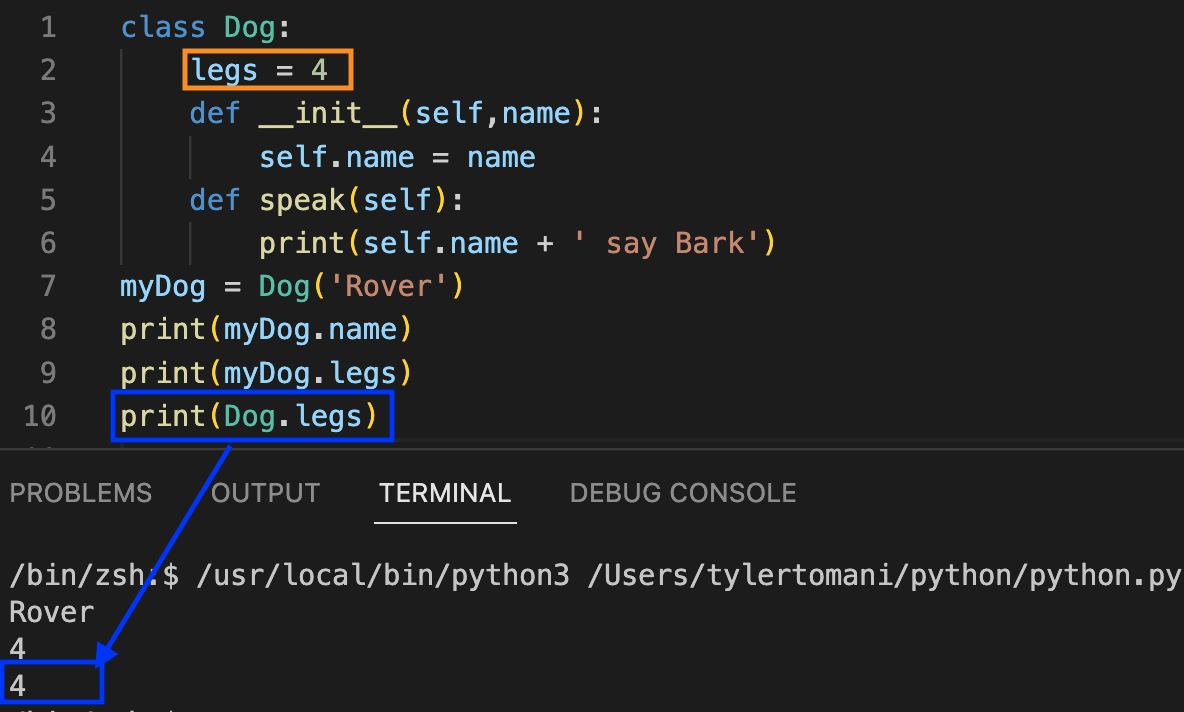 1 class Dog:
2 legs = 4
3 def __init__(self,name):
4 self.name = name
5 def speak(self):
6 print(self.name + ' say Bark')
7 myDog = Dog('Rover')
8 print(myDog.name)
9 print(myDog.legs)
10 print(Dog.legs)
PROBLEMS OUTPUT TERMINAL DEBUG CONSOLE
/bin/zsh:$ /usr/local/bin/python3 /Users/tylertomani/python/python.py
Rover
4
4